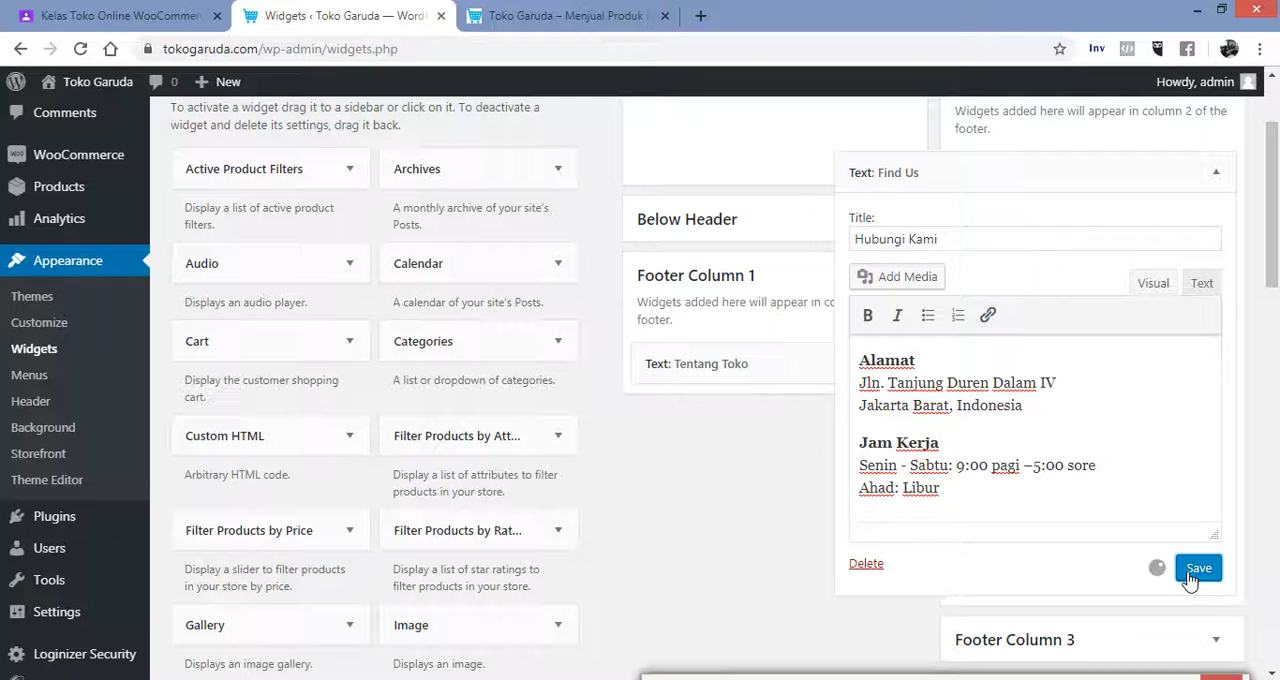 Kelas Toko Online WooCommer
Widgets ‹ Toko Garuda — Word
Toko Garuda – Menjual Produk
tokogaruda.com/wp-admin/widgets.php
Inv
Toko Garuda
0
New
Howdy, admin
Comments
WooCommerce
Products
Analytics
Appearance
Themes
Customize
Widgets
Menus
Header
Background
Storefront
Theme Editor
Plugins
Users
Tools
Settings
Loginizer Security
To activate a widget drag it to a sidebar or click on it. To deactivate a
widget and delete its settings, drag it back.
Active Product Filters
Archives
Display a list of active product
filters.
A monthly archive of your site's
Posts.
Audio
Calendar
Displays an audio player.
A calendar of your site's Posts.
Cart
Categories
Display the customer shopping
cart.
A list or dropdown of categories.
Custom HTML
Filter Products by Att...
Arbitrary HTML code.
Display a list of attributes to filter
products in your store.
Filter Products by Price
Filter Products by Rat...
Display a slider to filter products
in your store by price.
Display a list of star ratings to
filter products in your store.
Gallery
Image
Displays an image gallery.
Displays an image.
Below Header
Footer Column 1
Widgets added here will appear in co
footer.
Text: Tentang Toko
Widgets added here will appear in column 2 of the
footer.
Text: Find Us
Title:
Hubungi Kami
Add Media
Visual
Text
B
I
Alamat
Jln. Tanjung Duren Dalam IV
Jakarta Barat, Indonesia
Jam Kerja
Senin - Sabtu: 9:00 pagi –5:00 sore
Ahad: Libur
Delete
Save
Footer Column 3